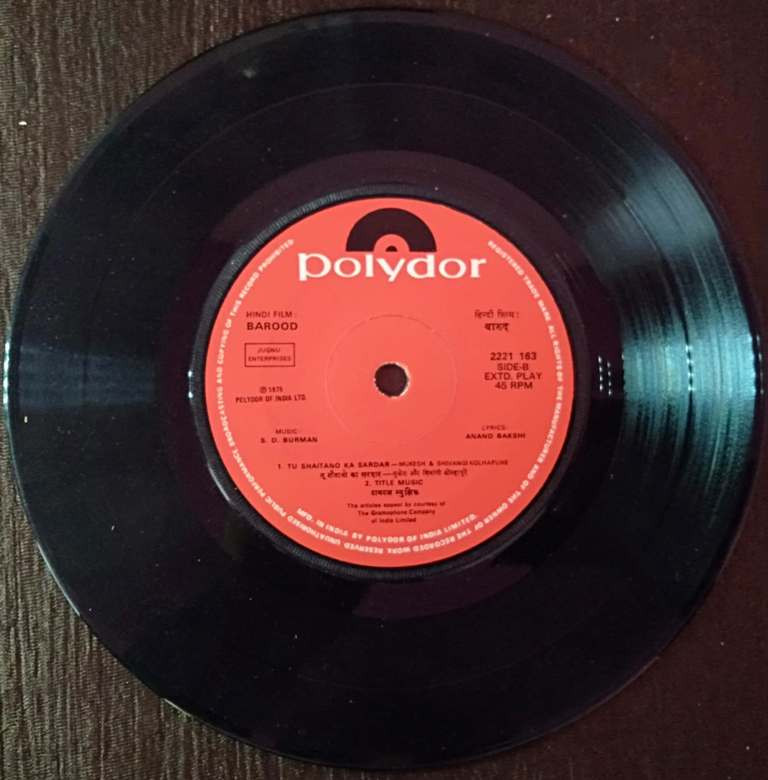 polydor
HINDI FILM :
BAROOD
हिन्दी फिल्म :
बारूद
JUGNU
ENTERPRISES
2221 163
SIDE-B
EXTD. PLAY
45 RPM
℗ 1975
PLYDOR OF INDIA LTD.
MUSIC:
S. D. BURMAN
LYRICS:
ANAND BAKSHI
1. TU SHAITANO KA SARDAR – MUKESH & SHIVANGI KOLHAPURE
तू शैतानो का सरदार – मुकेश और शिवांगी कोल्हापूरे
2. TITLE MUSIC
टायटल म्युझिक
The articles appear by courtesy of
The Gramophone Company
of India Limited
REGISTERED TRADE MARK. ALL RIGHTS OF THE MANUFACTURER AND OF THE OWNER OF THE RECORDED WORK RESERVED. UNAUTHORISED PUBLIC PERFORMANCE, BROADCASTING AND COPYING OF THIS RECORD PROHIBITED
MFD. IN INDIA BY POLYDOR OF INDIA LIMITED